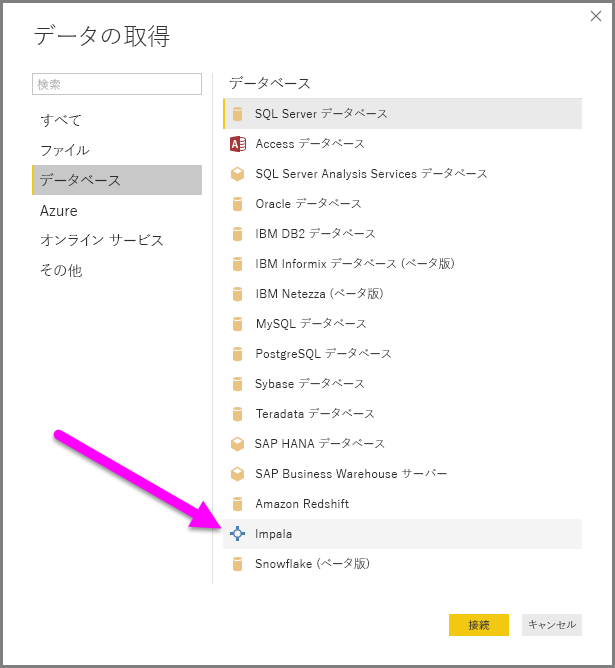 データの取得
検索
すべて
ファイル
データベース
Azure
オンライン サービス
その他
データベース
SQL Server データベース
Access データベース
SQL Server Analysis Services データベース
Oracle データベース
IBM DB2 データベース
IBM Informix データベース (ベータ版)
IBM Netezza (ベータ版)
MySQL データベース
PostgreSQL データベース
Sybase データベース
Teradata データベース
SAP HANA データベース
SAP Business Warehouse サーバー
Amazon Redshift
Impala
Snowflake (ベータ版)
接続
キャンセル